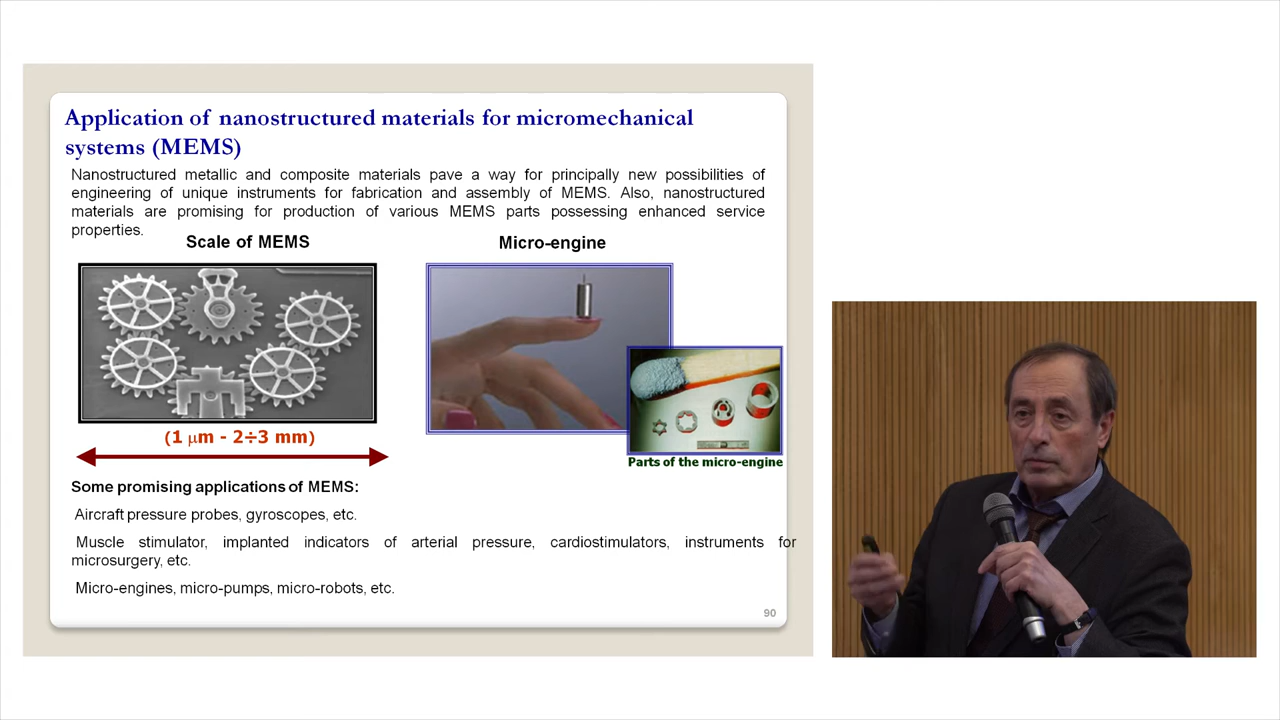 Application of nanostructured materials for micromechanical
systems (MEMS)
Nanostructured metallic and composite materials pave a way for principally new possibilities of
engineering of unique instruments for fabrication and assembly of MEMS. Also, nanostructured
materials are promising for production of various MEMS parts possessing enhanced service
properties.
Scale of MEMS
Micro-engine
(1 μm - 2÷3 mm)
Parts of the micro-engine
Some promising applications of MEMS:
Aircraft pressure probes, gyroscopes, etc.
Muscle stimulator, implanted indicators of arterial pressure, cardiostimulators, instruments for
microsurgery, etc.
Micro-engines, micro-pumps, micro-robots, etc.
90